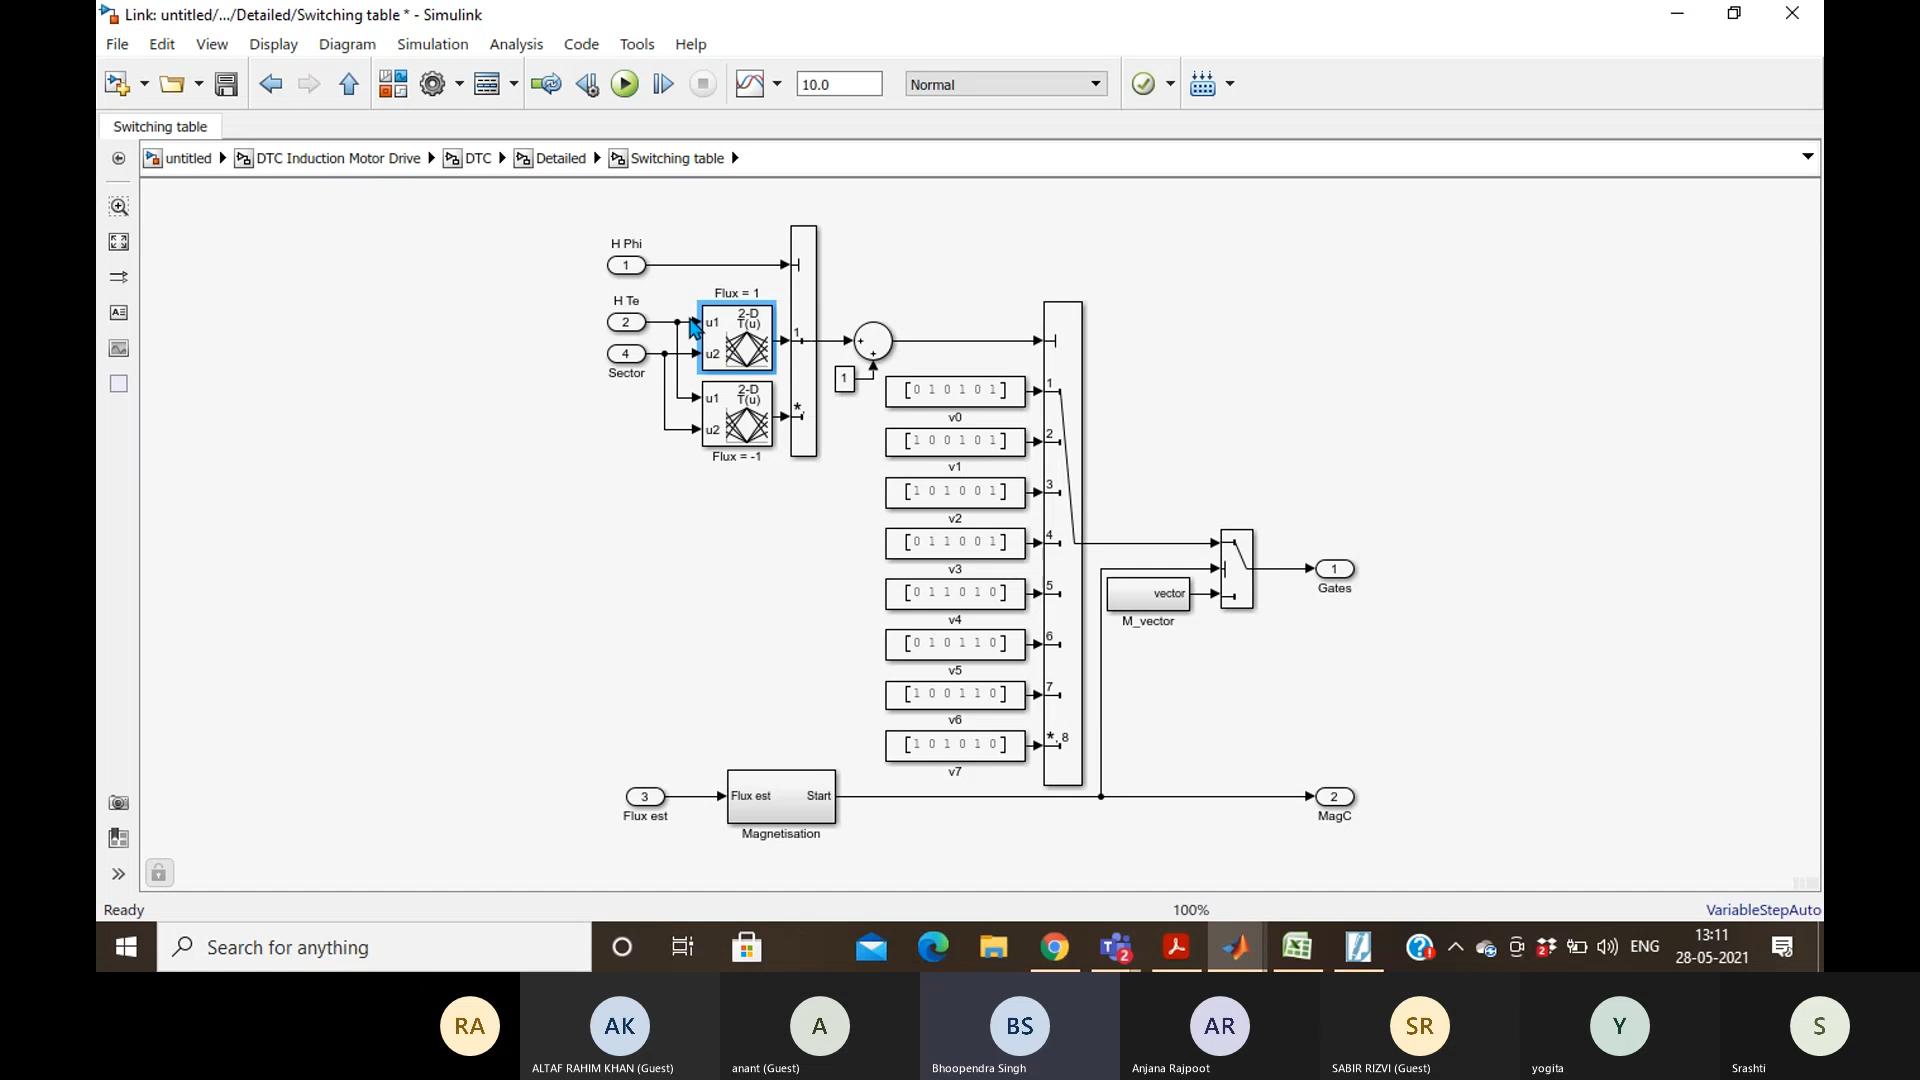 Link: untitled/.../Detailed/Switching table * - Simulink
File Edit View Display Diagram Simulation Analysis Code Tools Help
10.0 Normal
Switching table
untitled DTC Induction Motor Drive DTC Detailed Switching table
H Phi
1
H Te
2
4
Sector
Flux = 1
u1 2-D T(u)
u2
u1 2-D T(u)
u2
Flux = -1
1
*,
+
+
1
[0 1 0 1 0 1] 1
v0
[1 0 0 1 0 1] 2
v1
[1 0 1 0 0 1] 3
v2
[0 1 1 0 0 1] 4
v3
[0 1 1 0 1 0] 5
v4
[0 1 0 1 1 0] 6
v5
[1 0 0 1 1 0] 7
v6
[1 0 1 0 1 0] *, 8
v7
vector
M_vector
1
Gates
3
Flux est
Flux est Start
Magnetisation
2
MagC
Ready 100% VariableStepAuto
Search for anything
2
ENG
13:11
28-05-2021
RA AK A BS AR SR Y S
ALTAF RAHIM KHAN (Guest) anant (Guest) Bhoopendra Singh Anjana Rajpoot SABIR RIZVI (Guest) yogita Srashti